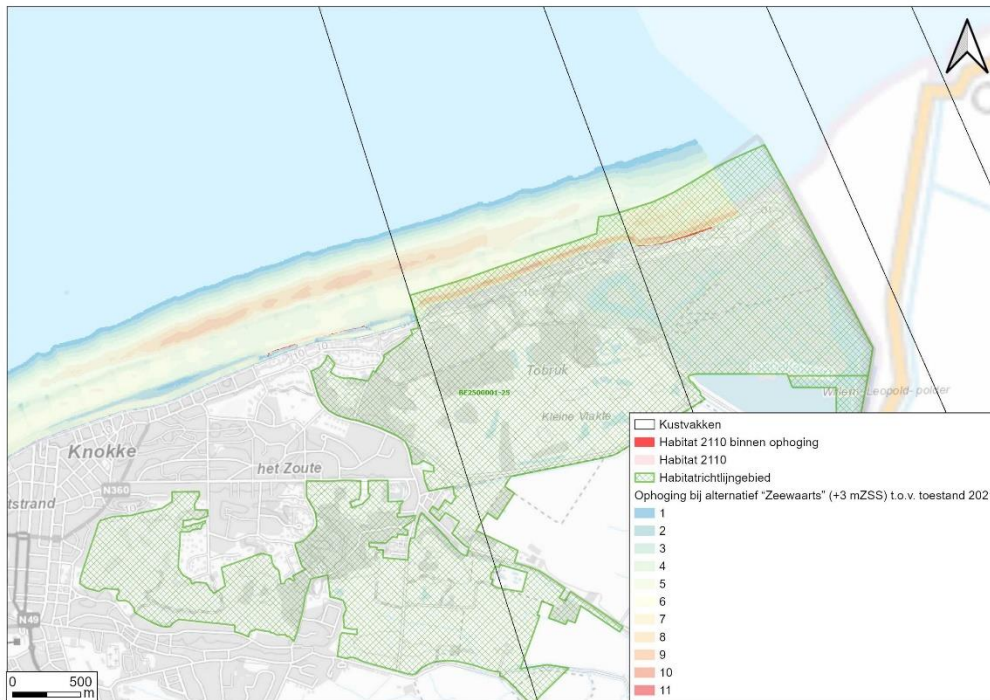 Tobruk
BE2500001-25
Kleine Vlakte
Willem-Leopold-polder
Knokke
het Zoute
N360
tstrand
N49
0 500
m
Kustvakken
Habitat 2110 binnen ophoging
Habitat 2110
Habitatrichtlijngebied
Ophoging bij alternatief "Zeewaarts" (+3 mZSS) t.o.v. toestand 202
1
2
3
4
5
6
7
8
9
10
11